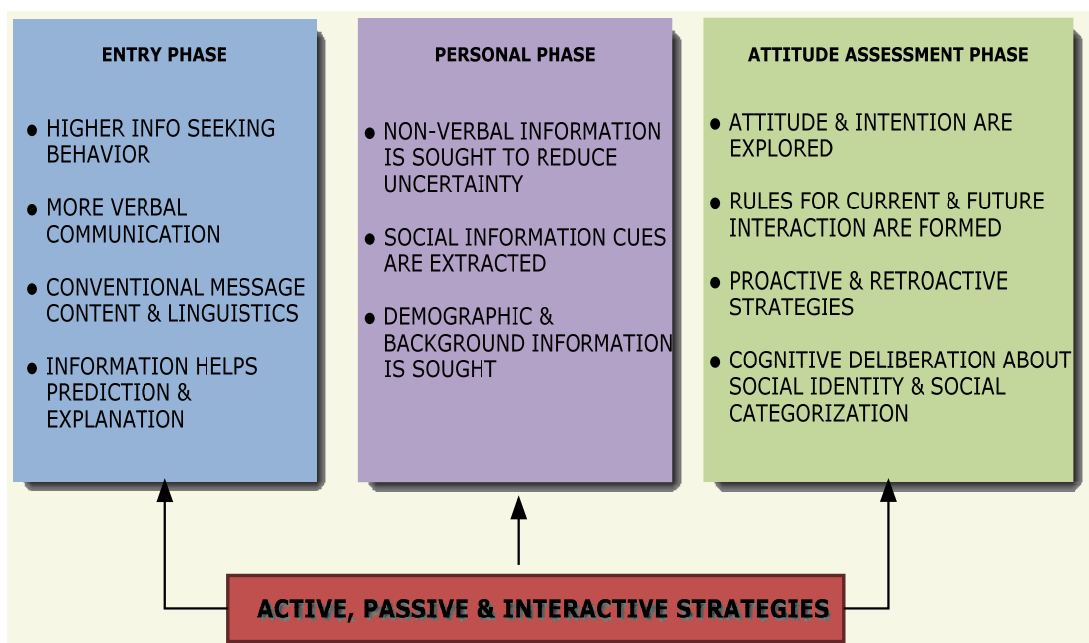 ENTRY PHASE
● HIGHER INFO SEEKING
BEHAVIOR
● MORE VERBAL
COMMUNICATION
● CONVENTIONAL MESSAGE
CONTENT & LINGUISTICS
● INFORMATION HELPS
PREDICTION &
EXPLANATION
PERSONAL PHASE
● NON-VERBAL INFORMATION
IS SOUGHT TO REDUCE
UNCERTAINTY
● SOCIAL INFORMATION CUES
ARE EXTRACTED
● DEMOGRAPHIC &
BACKGROUND INFORMATION
IS SOUGHT
ATTITUDE ASSESSMENT PHASE
● ATTITUDE & INTENTION ARE
EXPLORED
● RULES FOR CURRENT & FUTURE
INTERACTION ARE FORMED
● PROACTIVE & RETROACTIVE
STRATEGIES
● COGNITIVE DELIBERATION ABOUT
SOCIAL IDENTITY & SOCIAL
CATEGORIZATION
ACTIVE, PASSIVE & INTERACTIVE STRATEGIES